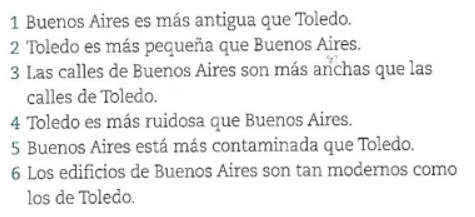 1 Buenos Aires es más antigua que Toledo.
2 Toledo es más pequeña que Buenos Aires.
3 Las calles de Buenos Aires son más anchas que las
calles de Toledo.
4 Toledo es más ruidosa que Buenos Aires.
5 Buenos Aires está más contaminada que Toledo.
6 Los edificios de Buenos Aires son tan modernos como
los de Toledo.